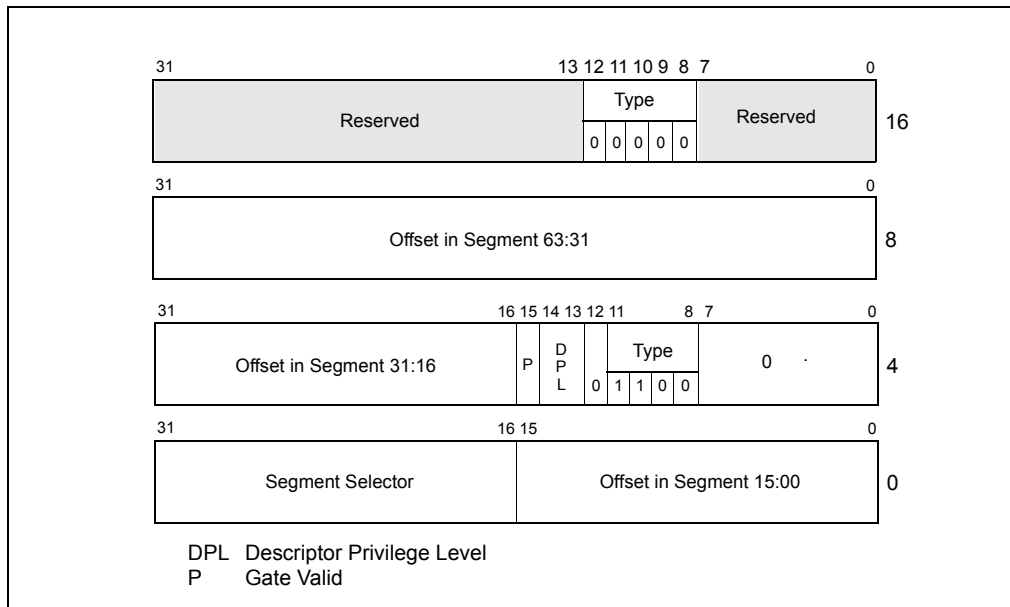 31 13 12 11 10 9 8 7 0
Type
Reserved Reserved 16
0 0 0 0 0
31 0
Offset in Segment 63:31 8
31 16 15 14 13 12 11 8 7 0
Offset in Segment 31:16 P DPL Type 0 . 4
0 1 1 0 0
31 16 15 0
Segment Selector Offset in Segment 15:00 0
DPL Descriptor Privilege Level
P Gate Valid